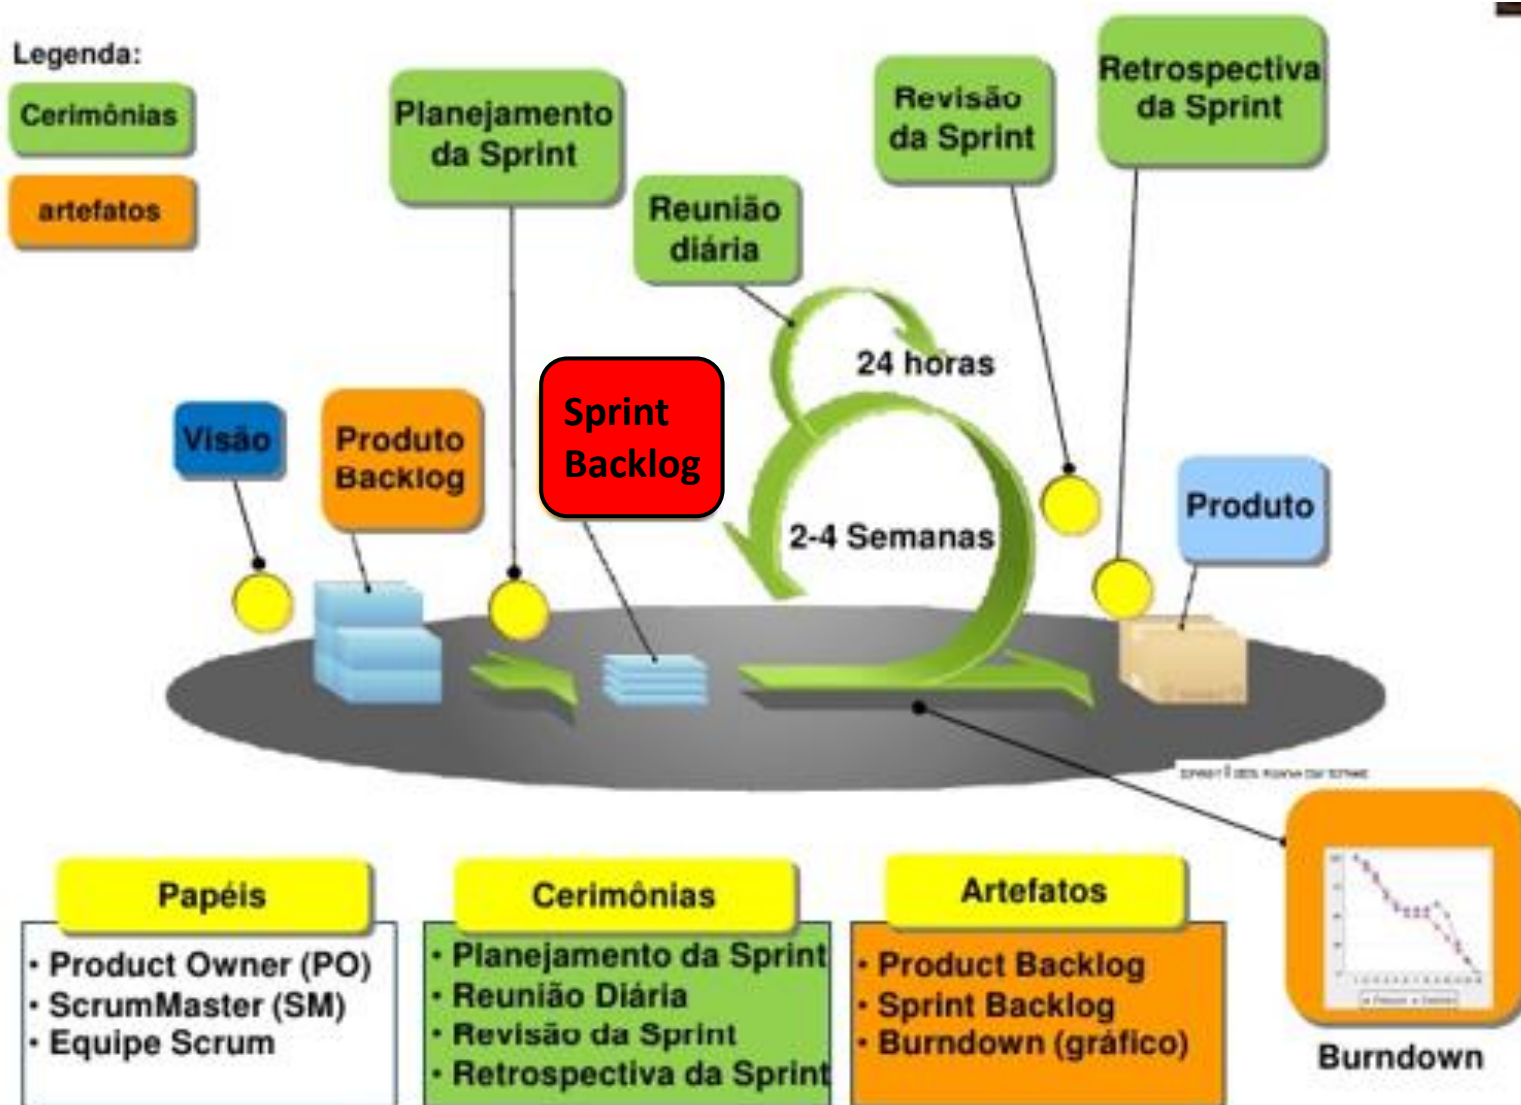 Legenda:
Cerimônias
artefatos
Planejamento
da Sprint
Reunião
diária
Revisão
da Sprint
Retrospectiva
da Sprint
24 horas
2-4 Semanas
Visão
Produto
Backlog
Sprint
Backlog
Produto
Papéis
• Product Owner (PO)
• ScrumMaster (SM)
• Equipe Scrum
Cerimônias
• Planejamento da Sprint
• Reunião Diária
• Revisão da Sprint
• Retrospectiva da Sprint
Artefatos
• Product Backlog
• Sprint Backlog
• Burndown (gráfico)
Burndown